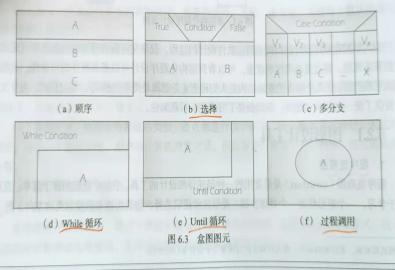 A
B
C
True Condition False
A B
Case Condition
V₁ V₂ V₃ Vₙ
A B C ... X
(a) 顺序
(b) 选择
(c) 多分支
While Condition
A
A
Until Condition
A
(d) While 循环
(e) Until 循环
(f) 过程调用
图 6.3 盒图图元